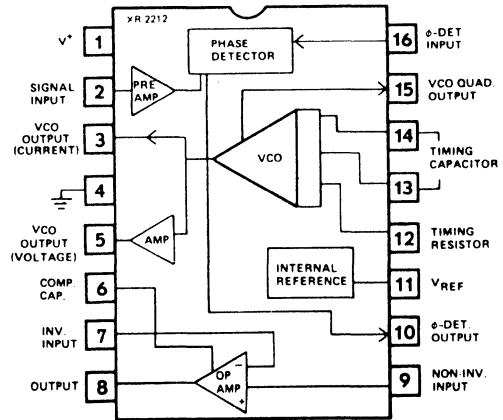 XR 2212
V+
1
SIGNAL
INPUT
2
VCO
OUTPUT
(CURRENT)
3
4
VCO
OUTPUT
(VOLTAGE)
5
COMP.
CAP.
6
INV.
INPUT
7
OUTPUT
8
PHASE
DETECTOR
PRE
AMP
VCO
AMP
INTERNAL
REFERENCE
OP
AMP
−
+
16
φ-DET
INPUT
15
VCO QUAD.
OUTPUT
14
TIMING
CAPACITOR
13
12
TIMING
RESISTOR
11
VREF
10
φ-DET.
OUTPUT
9
NON-INV.
INPUT